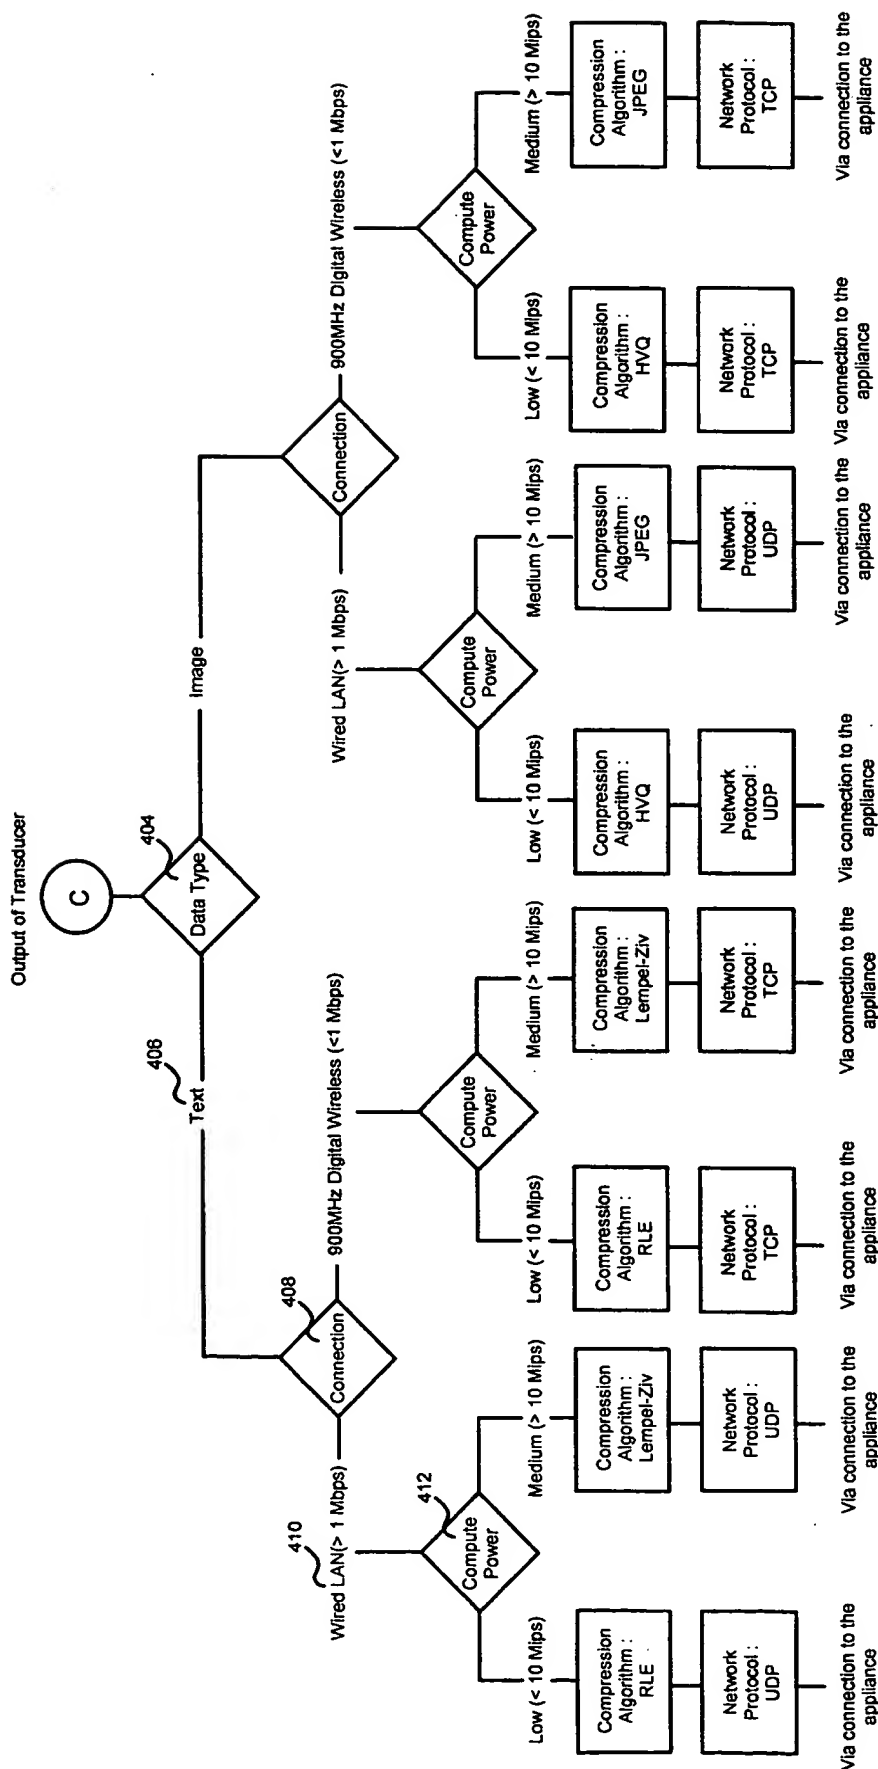 Output of Transducer
C
404
Data Type
406
Text
Image
408
Connection
Connection
410
Wired LAN(> 1 Mbps)
900MHz Digital Wireless (<1 Mbps)
Wired LAN(> 1 Mbps)
900MHz Digital Wireless (<1 Mbps)
412
Compute
Power
Compute
Power
Compute
Power
Compute
Power
Low (< 10 Mips)
Medium (> 10 Mips)
Low (< 10 Mips)
Medium (> 10 Mips)
Low (< 10 Mips)
Medium (> 10 Mips)
Low (< 10 Mips)
Medium (> 10 Mips)
Compression
Algorithm :
RLE
Compression
Algorithm :
Lempel-Ziv
Compression
Algorithm :
RLE
Compression
Algorithm :
Lempel-Ziv
Compression
Algorithm :
HVQ
Compression
Algorithm :
JPEG
Compression
Algorithm :
HVQ
Compression
Algorithm :
JPEG
Network
Protocol :
UDP
Network
Protocol :
UDP
Network
Protocol :
TCP
Network
Protocol :
TCP
Network
Protocol :
UDP
Network
Protocol :
UDP
Network
Protocol :
TCP
Network
Protocol :
TCP
Via connection to the
appliance
Via connection to the
appliance
Via connection to the
appliance
Via connection to the
appliance
Via connection to the
appliance
Via connection to the
appliance
Via connection to the
appliance
Via connection to the
appliance